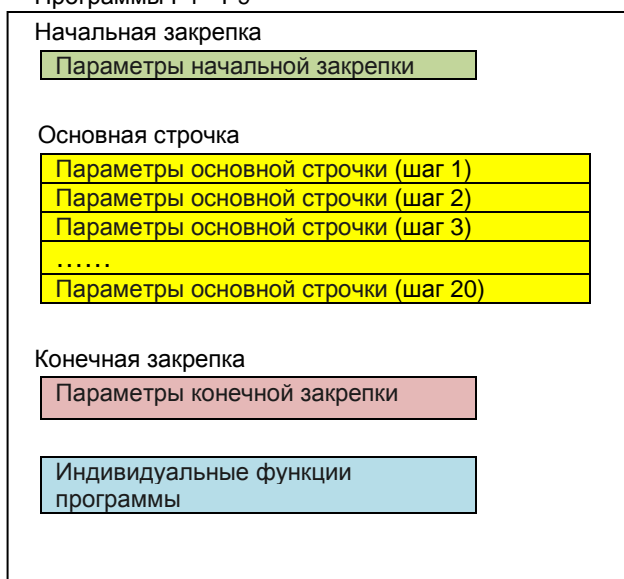 Начальная закрепка
Параметры начальной закрепки
Основная строчка
Параметры основной строчки (шаг 1)
Параметры основной строчки (шаг 2)
Параметры основной строчки (шаг 3)
……
Параметры основной строчки (шаг 20)
Конечная закрепка
Параметры конечной закрепки
Индивидуальные функции
программы